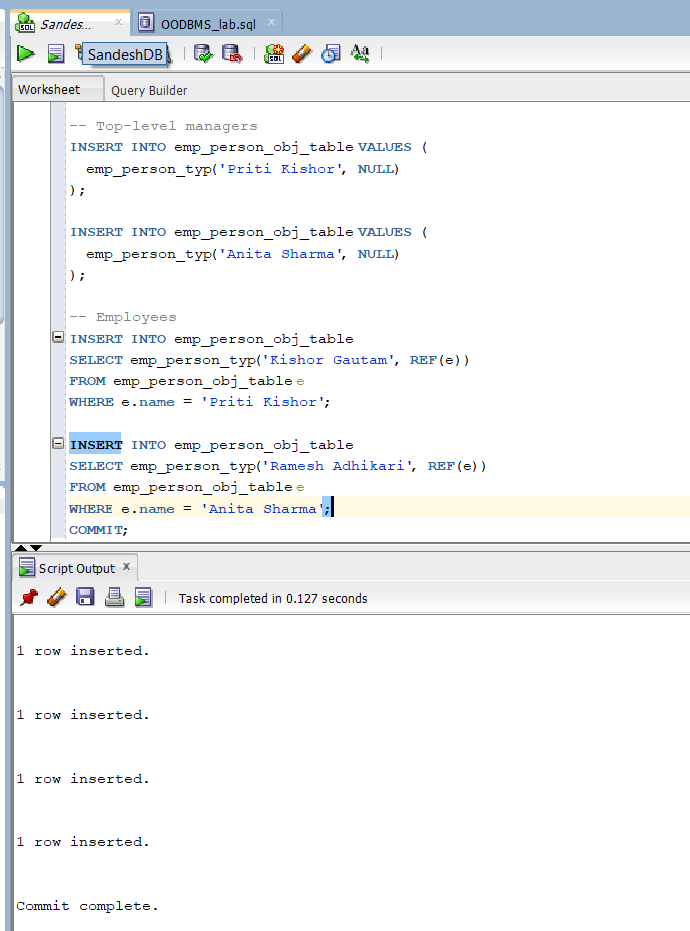 Sandes...
OODBMS_lab.sql
SandeshDB
Worksheet
Query Builder
-- Top-level managers
INSERT INTO emp_person_obj_table VALUES (
emp_person_typ('Priti Kishor', NULL)
);
INSERT INTO emp_person_obj_table VALUES (
emp_person_typ('Anita Sharma', NULL)
);
-- Employees
INSERT INTO emp_person_obj_table
SELECT emp_person_typ('Kishor Gautam', REF(e))
FROM emp_person_obj_table e
WHERE e.name = 'Priti Kishor';
INSERT INTO emp_person_obj_table
SELECT emp_person_typ('Ramesh Adhikari', REF(e))
FROM emp_person_obj_table e
WHERE e.name = 'Anita Sharma';
COMMIT;
Script Output
Task completed in 0.127 seconds
1 row inserted.
1 row inserted.
1 row inserted.
1 row inserted.
Commit complete.